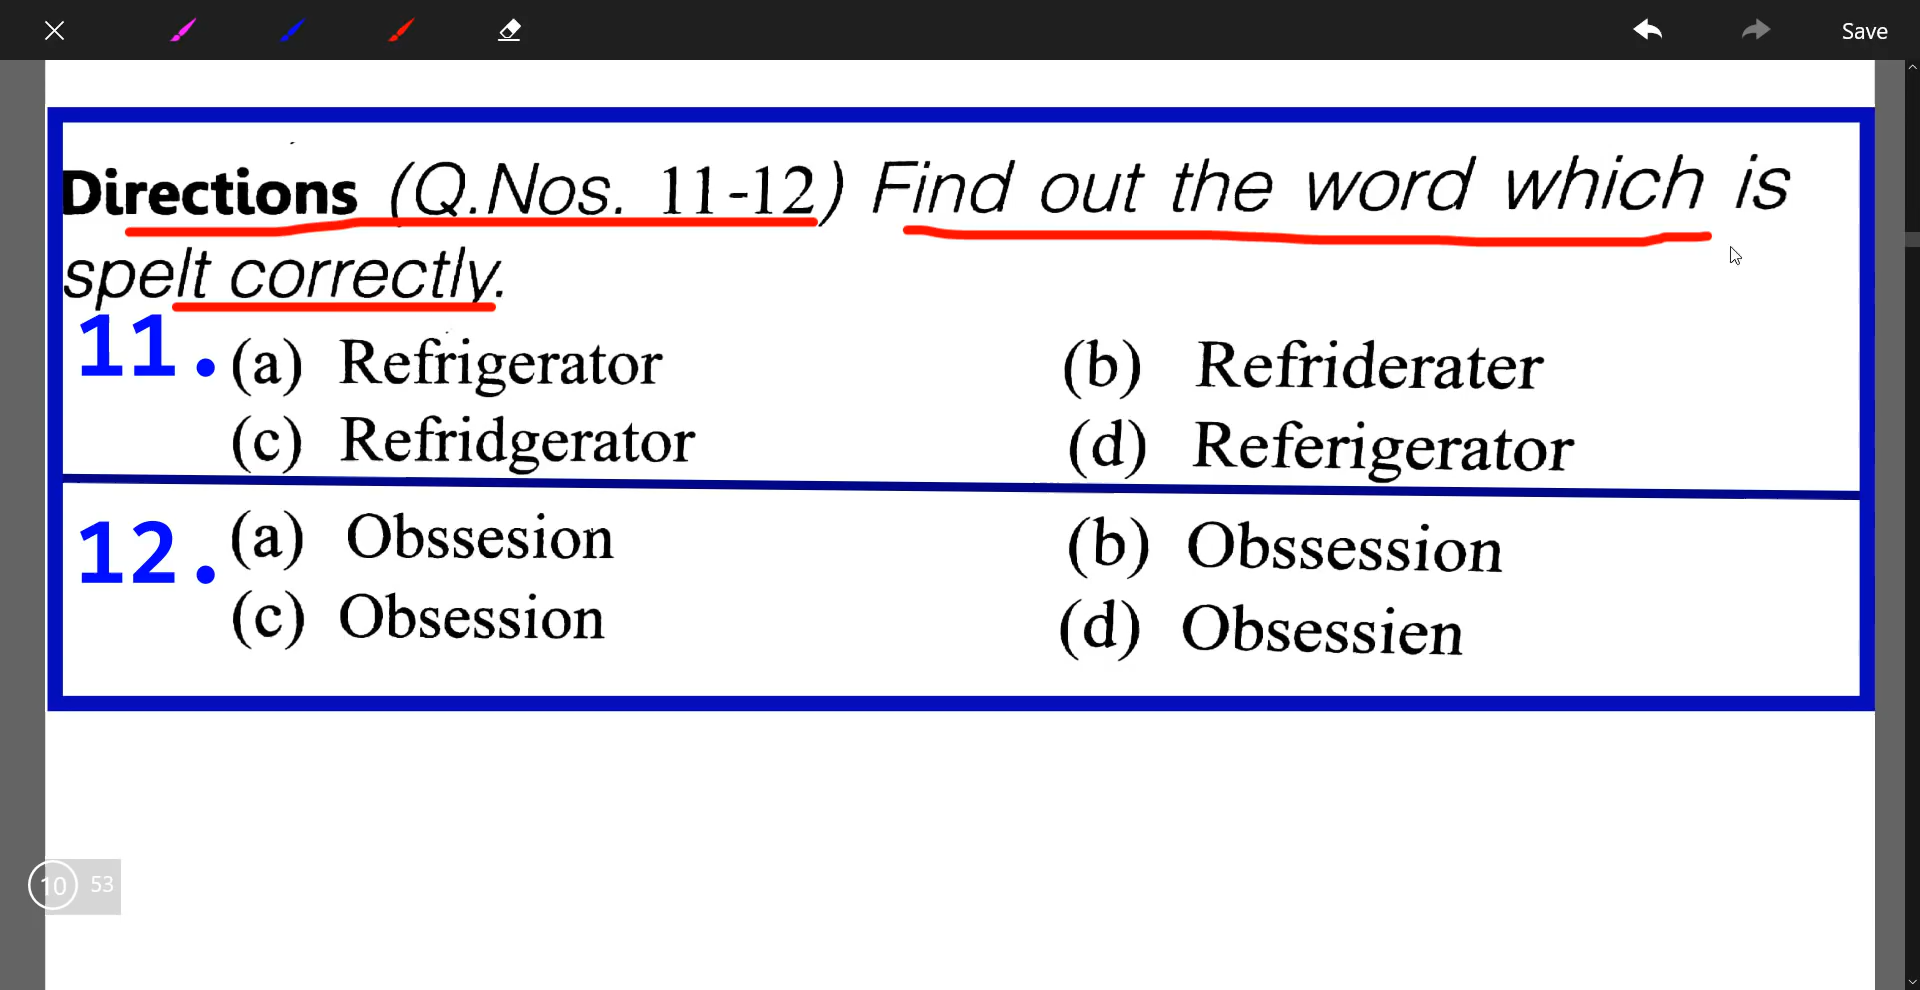 Save
Directions (Q.Nos. 11-12) Find out the word which is
spelt correctly.
11. (a) Refrigerator (b) Refriderater
(c) Refridgerator (d) Referigerator
12. (a) Obssesion (b) Obssession
(c) Obsession (d) Obsessien
10 53